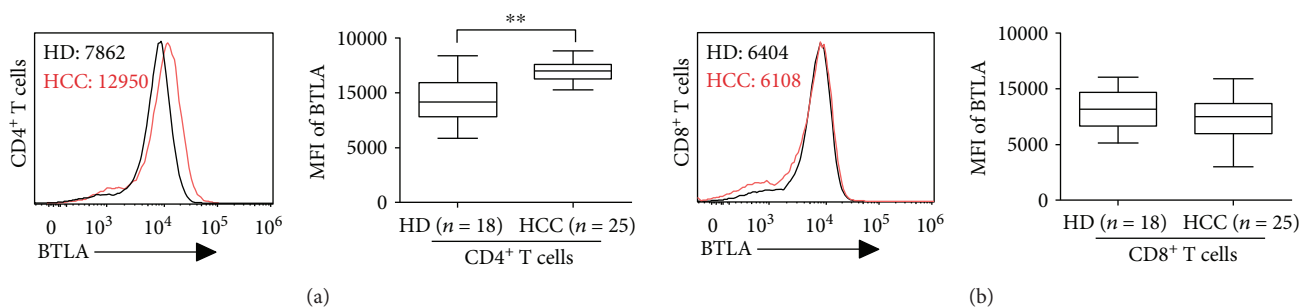 HD: 7862
HCC: 12950
CD4⁺ T cells
0 10³ 10⁴ 10⁵ 10⁶
BTLA
**
10000
15000
5000
0
MFI of BTLA
HD (n = 18) HCC (n = 25)
CD4⁺ T cells
(a)
HD: 6404
HCC: 6108
CD8⁺ T cells
0 10³ 10⁴ 10⁵ 10⁶
BTLA
10000
15000
5000
0
MFI of BTLA
HD (n = 18) HCC (n = 25)
CD8⁺ T cells
(b)